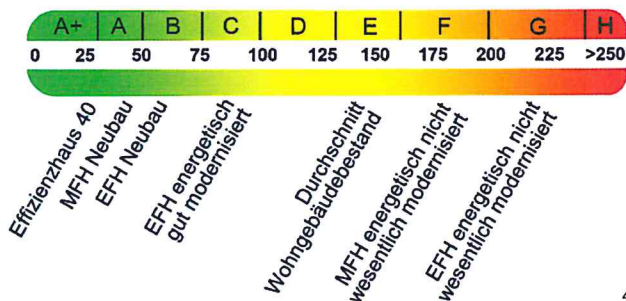 A+ A B C D E F G H
0 25 50 75 100 125 150 175 200 225 >250
Effizienzhaus 40
MFH Neubau
EFH Neubau
EFH energetisch
gut modernisiert
Durchschnitt
Wohngebäudebestand
MFH energetisch nicht
wesentlich modernisiert
EFH energetisch nicht
wesentlich modernisiert